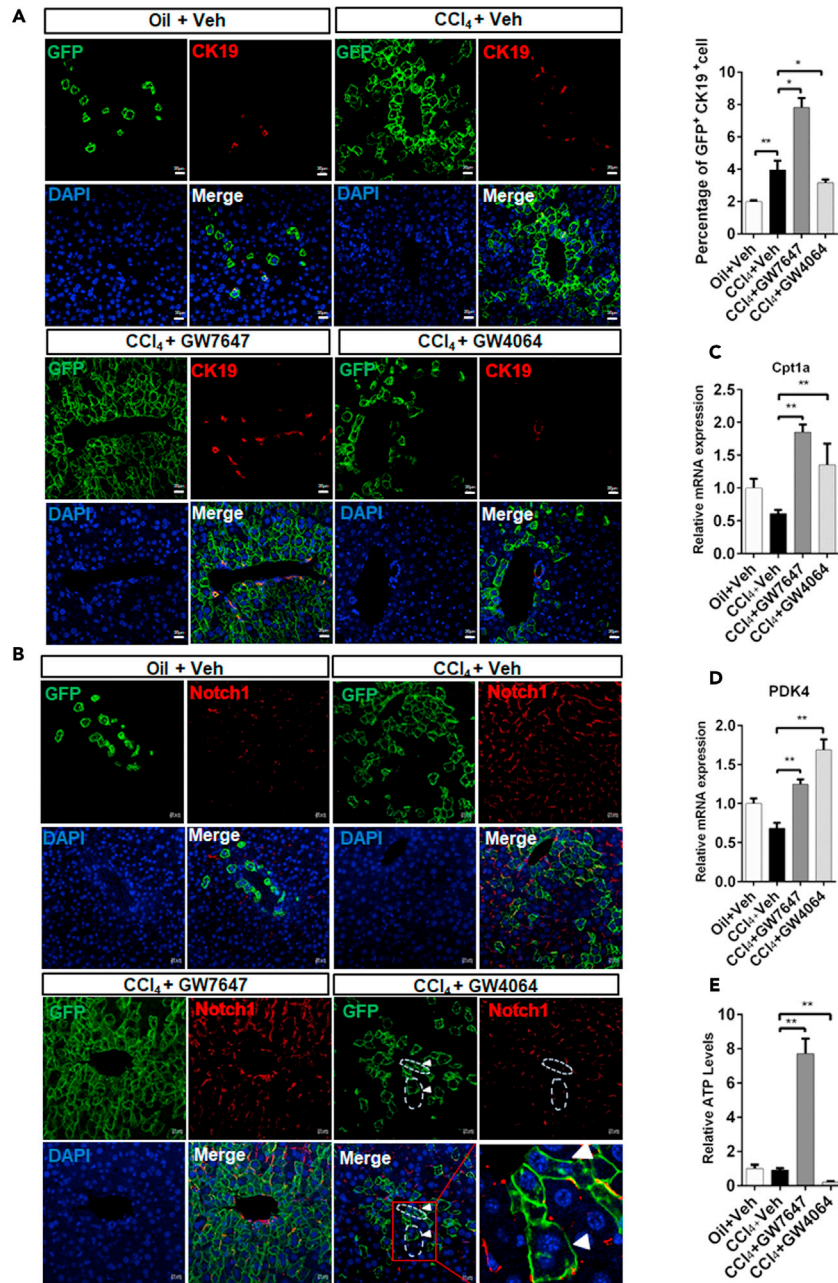 A
Oil + Veh
CCl₄ + Veh
GFP
CK19
GFP
CK19
DAPI
Merge
DAPI
Merge
CCl₄ + GW7647
CCl₄ + GW4064
GFP
CK19
GFP
CK19
DAPI
Merge
DAPI
Merge
Percentage of GFP⁺ CK19⁺cell
10
8
6
4
2
0
**
*
*
Oil+Veh
CCl₄+Veh
CCl₄+GW7647
CCl₄+GW4064
B
Oil + Veh
CCl₄ + Veh
GFP
Notch1
GFP
Notch1
DAPI
Merge
DAPI
Merge
CCl₄ + GW7647
CCl₄ + GW4064
GFP
Notch1
GFP
Notch1
DAPI
Merge
Merge
C
Cpt1a
Relative mRNA expression
2.5
2.0
1.5
1.0
0.5
0.0
**
**
Oil+Veh
CCl₄+Veh
CCl₄+GW7647
CCl₄+GW4064
D
PDK4
Relative mRNA expression
2.0
1.5
1.0
0.5
0.0
**
**
Oil+Veh
CCl₄+Veh
CCl₄+GW7647
CCl₄+GW4064
E
Relative ATP Levels
10
8
6
4
2
0
**
**
Oil+Veh
CCl₄+Veh
CCl₄+GW7647
CCl₄+GW4064